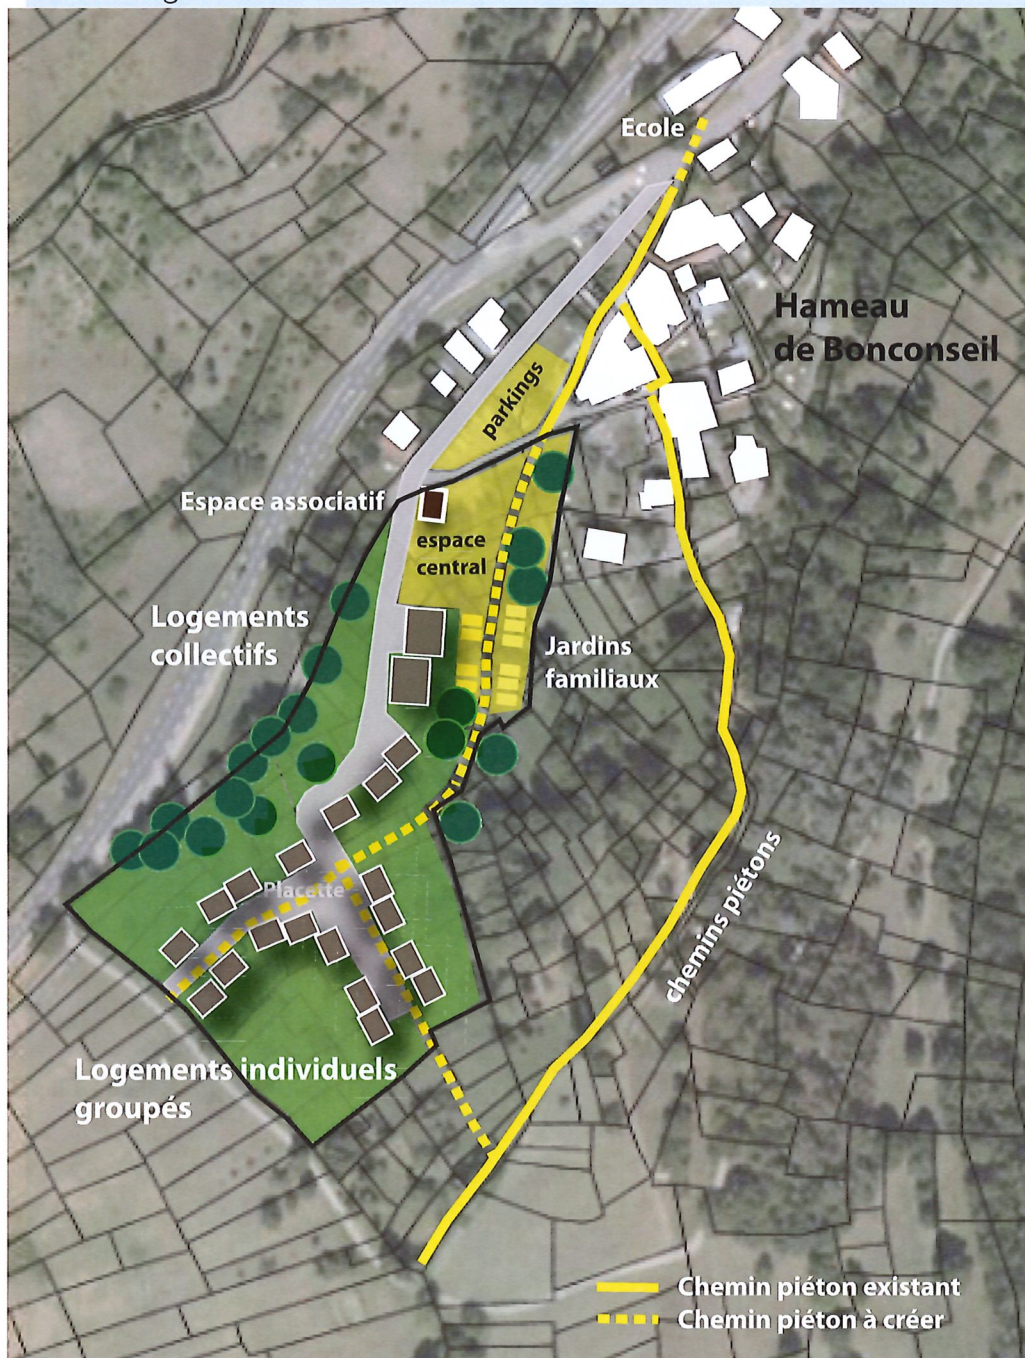 Ecole
Hameau
de Bonconseil
parkings
Espace associatif
espace
central
Logements
collectifs
Jardins
familiaux
chemins piétons
Placette
Logements individuels
groupés
Chemin piéton existant
Chemin piéton à créer